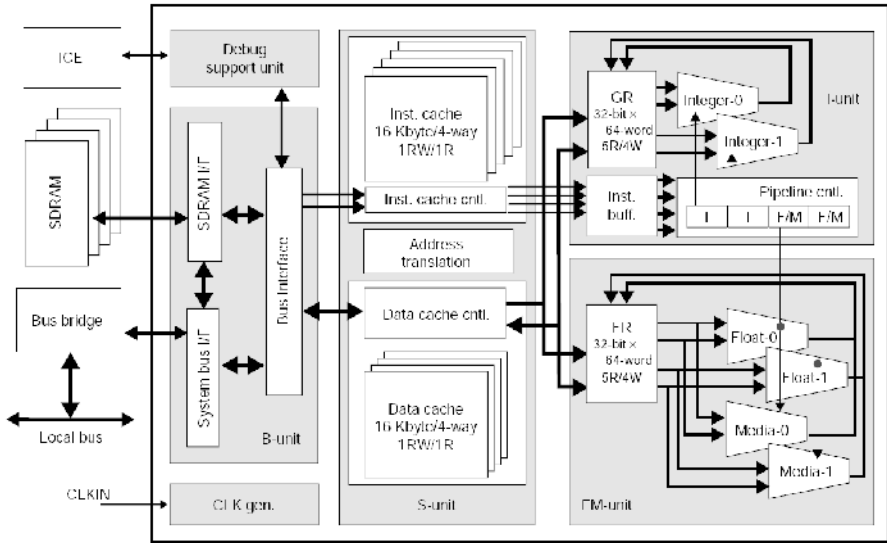 ICE
SDRAM
Bus bridge
Local bus
CLKIN
Debug
support unit
SDRAM I/F
System bus I/F
Bus Interface
B-unit
CLK gen.
Inst. cache
16 Kbyte/4-way
1RW/1R
Inst. cache cntl.
Address
translation
Data cache cntl.
Data cache
16 Kbyte/4-way
1RW/1R
S-unit
GR
32-bit ×
64-word
5R/4W
Integer-0
Integer-1
I-unit
Inst.
buff.
Pipeline cntl.
I
I
F/M
F/M
FR
32-bit ×
64-word
5R/4W
Float-0
Float-1
Media-0
Media-1
FM-unit